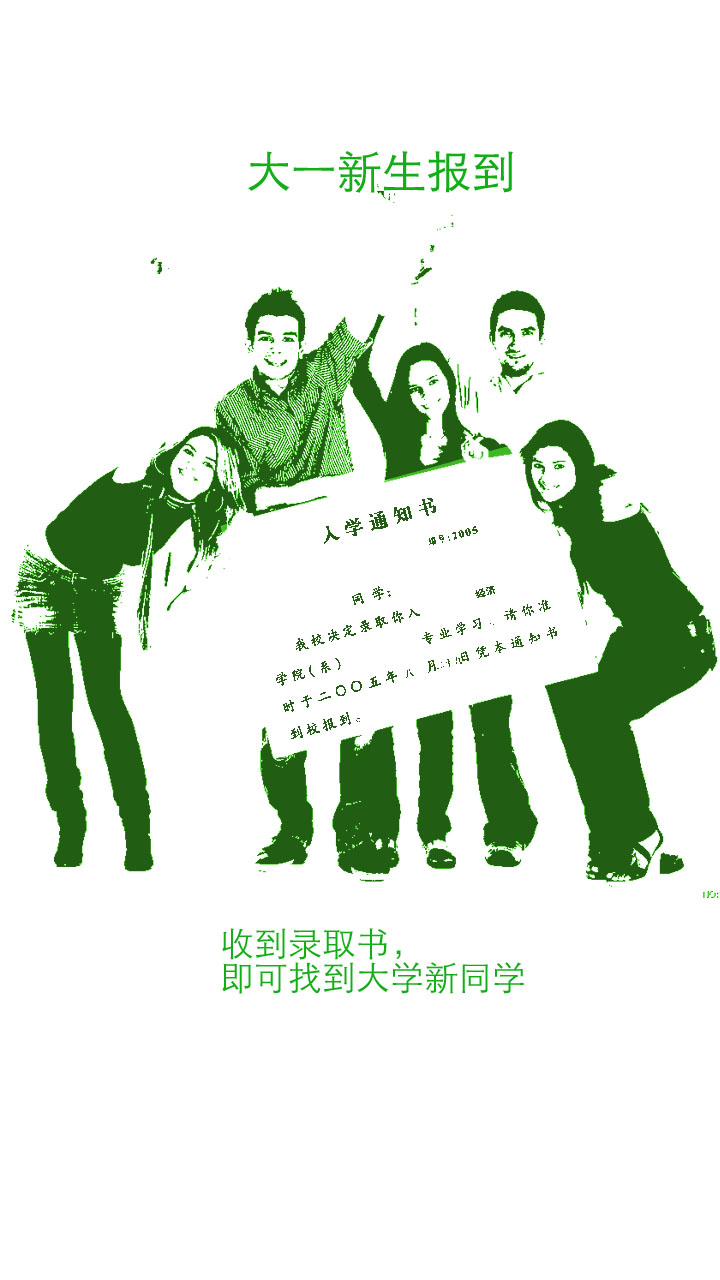 大一新生报到
入学通知书
编号:2005
同学:
经济
我校决定录取你入
学院(系) 专业学习。请你准
时于二〇〇五年八月 日凭本通知书
到校报到。
收到录取书,
即可找到大学新同学